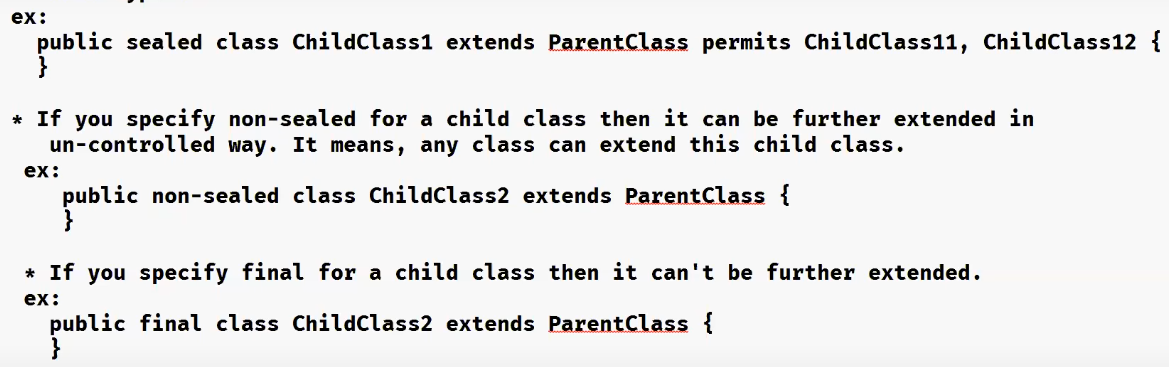 ex:
public sealed class ChildClass1 extends ParentClass permits ChildClass11, ChildClass12 {
}
* If you specify non-sealed for a child class then it can be further extended in
un-controlled way. It means, any class can extend this child class.
ex:
public non-sealed class ChildClass2 extends ParentClass {
}
* If you specify final for a child class then it can't be further extended.
ex:
public final class ChildClass2 extends ParentClass {
}